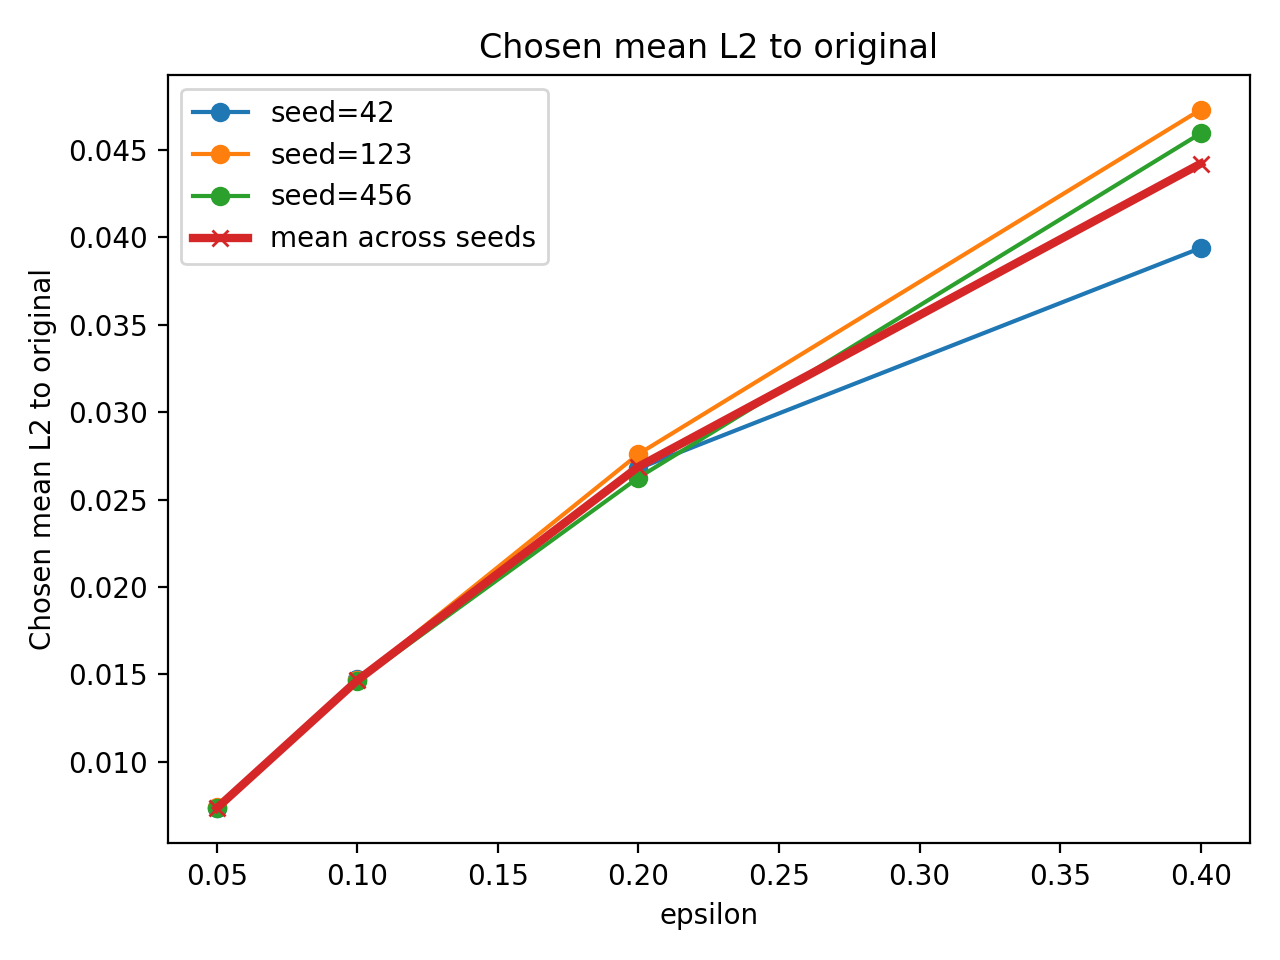 Chosen mean L2 to original
seed=42
seed=123
seed=456
mean across seeds
Chosen mean L2 to original
0.045
0.040
0.035
0.030
0.025
0.020
0.015
0.010
0.05 0.10 0.15 0.20 0.25 0.30 0.35 0.40
epsilon